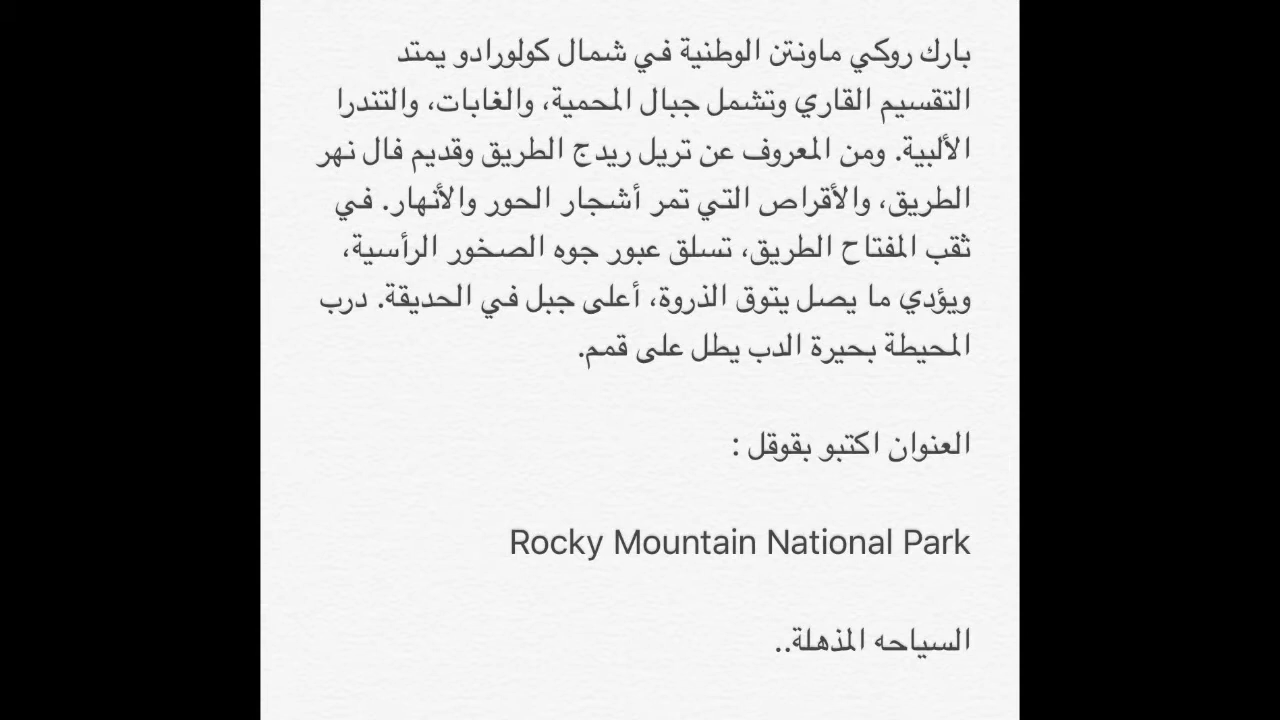 بارك روكي ماونتن الوطنية في شمال كولورادو يمتد
التقسيم القاري وتشمل جبال المحمية، والغابات، والتندرا
الألبية. ومن المعروف عن تريل ريدج الطريق وقديم فال نهر
الطريق، والأقراص التي تمر أشجار الحور والأنهار. في
ثقب المفتاح الطريق، تسلق عبور جوه الصخور الرأسية،
ويؤدي ما يصل يتوق الذروة، أعلى جبل في الحديقة. درب
المحيطة بحيرة الدب يطل على قمم.
العنوان اكتبو بقوقل :
Rocky Mountain National Park
السياحه المذهلة..